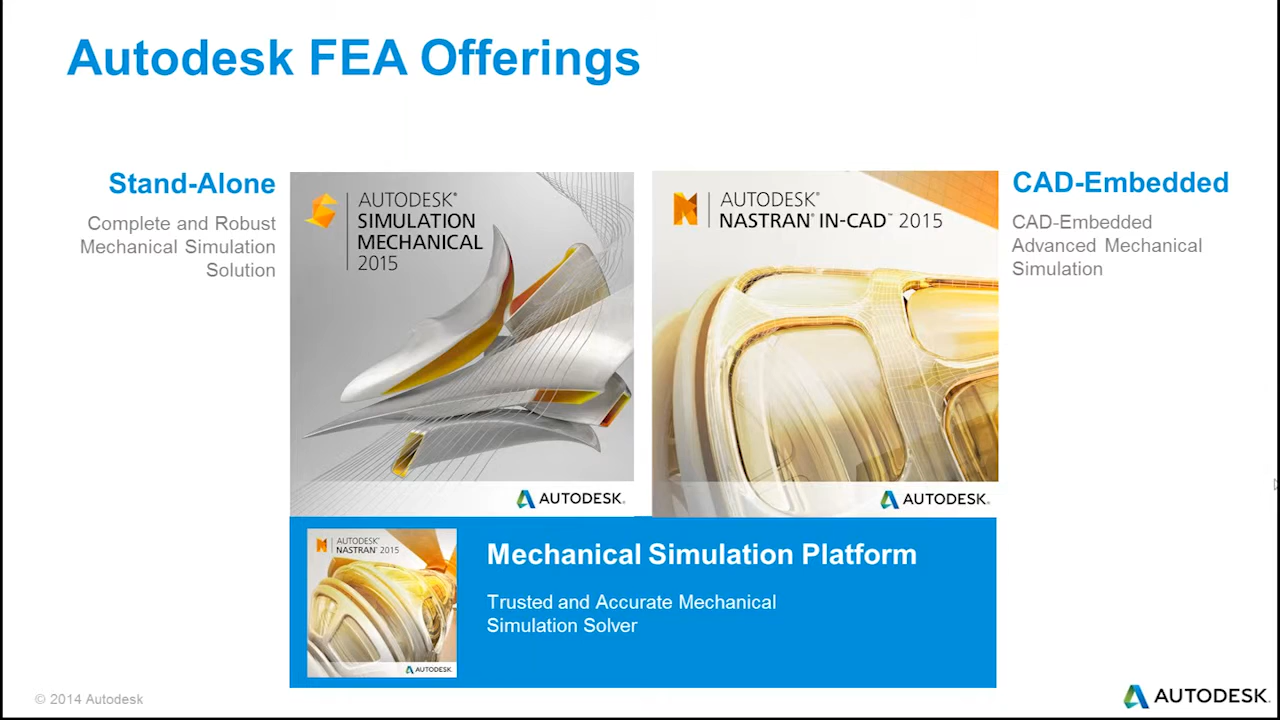 Autodesk FEA Offerings
Stand-Alone
Complete and Robust
Mechanical Simulation
Solution
AUTODESK®
SIMULATION
MECHANICAL
2015
AUTODESK®
AUTODESK®
NASTRAN® IN-CAD™ 2015
AUTODESK®
CAD-Embedded
CAD-Embedded
Advanced Mechanical
Simulation
AUTODESK®
NASTRAN® 2015
AUTODESK®
Mechanical Simulation Platform
Trusted and Accurate Mechanical
Simulation Solver
© 2014 Autodesk
AUTODESK®